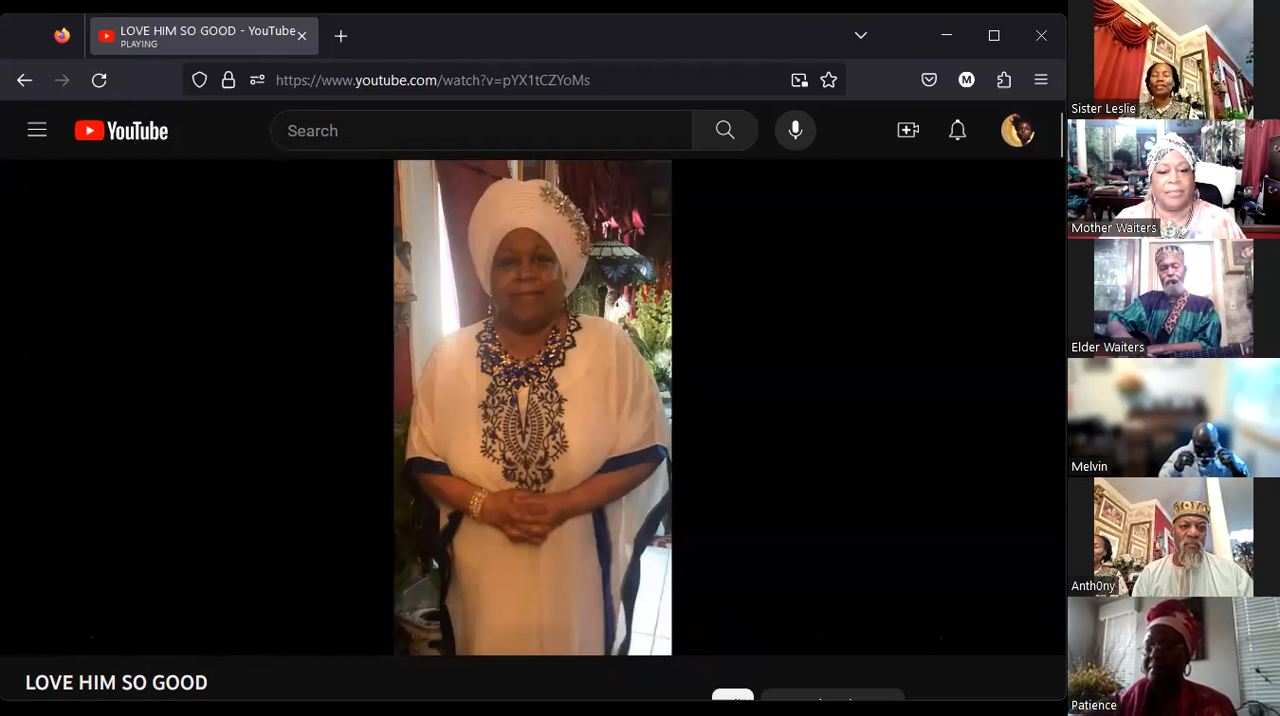 LOVE HIM SO GOOD - YouTube
PLAYING
https://www.youtube.com/watch?v=pYX1tCZYoMs
M
YouTube
Search
LOVE HIM SO GOOD
Sister Leslie
Mother Waiters
Elder Waiters
Melvin
Anth0ny
Patience